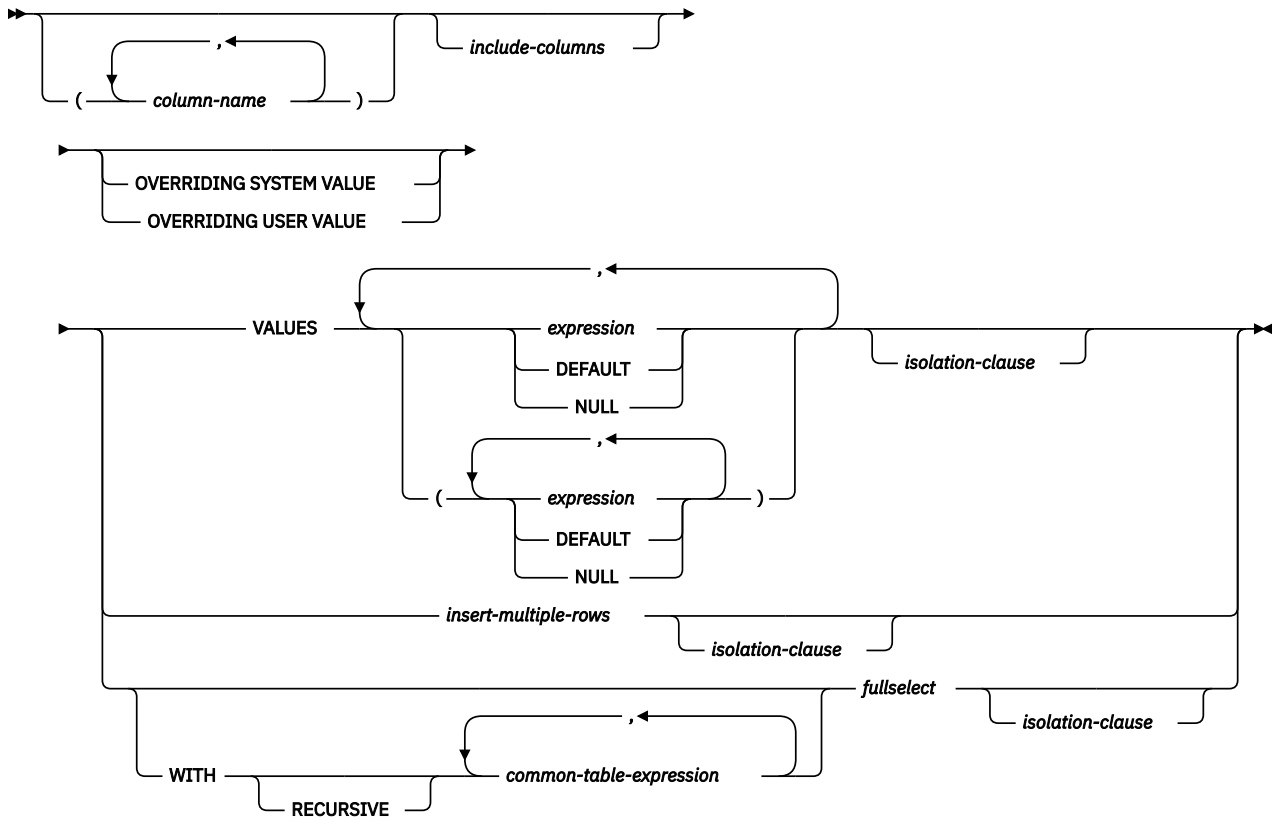 ,
include-columns
( column-name )
OVERRIDING SYSTEM VALUE
OVERRIDING USER VALUE
,
VALUES expression
isolation-clause
DEFAULT
NULL
,
( expression )
DEFAULT
NULL
insert-multiple-rows
isolation-clause
fullselect
,
isolation-clause
WITH common-table-expression
RECURSIVE